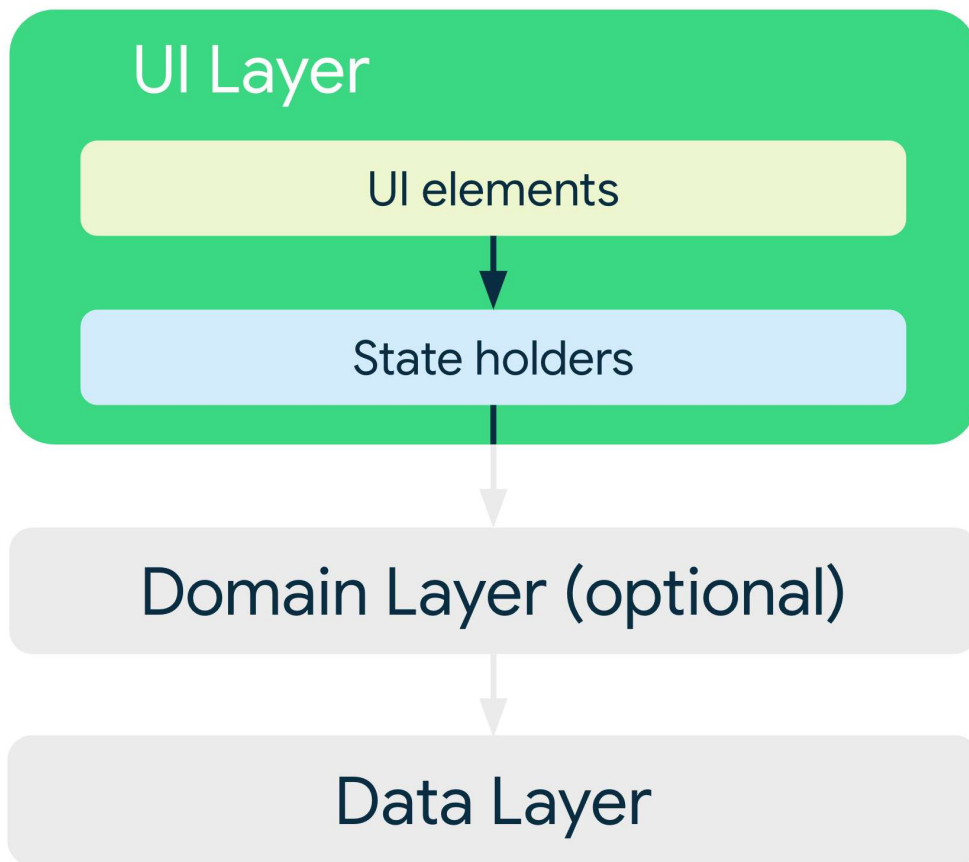 UI Layer
UI elements
State holders
Domain Layer (optional)
Data Layer